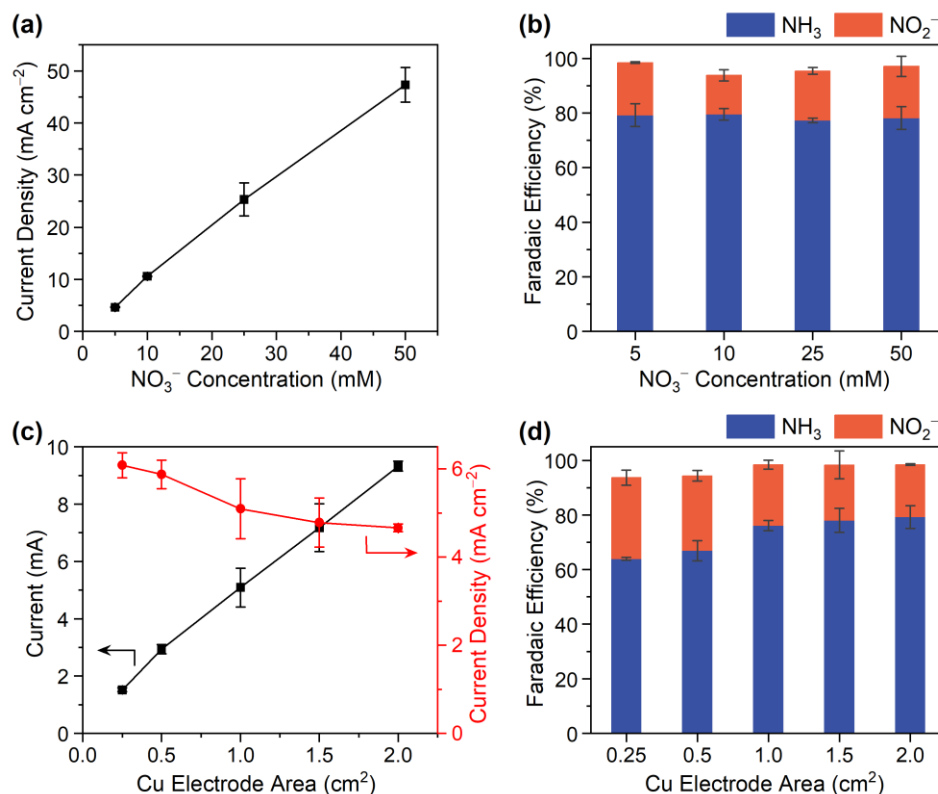 (a)
Current Density (mA cm⁻²)
50
40
30
20
10
0
0 10 20 30 40 50
NO₃⁻ Concentration (mM)
(b)
NH₃ NO₂⁻
Faradaic Efficiency (%)
100
80
60
40
20
0
5 10 25 50
NO₃⁻ Concentration (mM)
(c)
Current (mA)
10
8
6
4
2
0
0.0 0.5 1.0 1.5 2.0
Cu Electrode Area (cm²)
6
4
2
0
Current Density (mA cm⁻²)
(d)
NH₃ NO₂⁻
Faradaic Efficiency (%)
100
80
60
40
20
0
0.25 0.5 1.0 1.5 2.0
Cu Electrode Area (cm²)